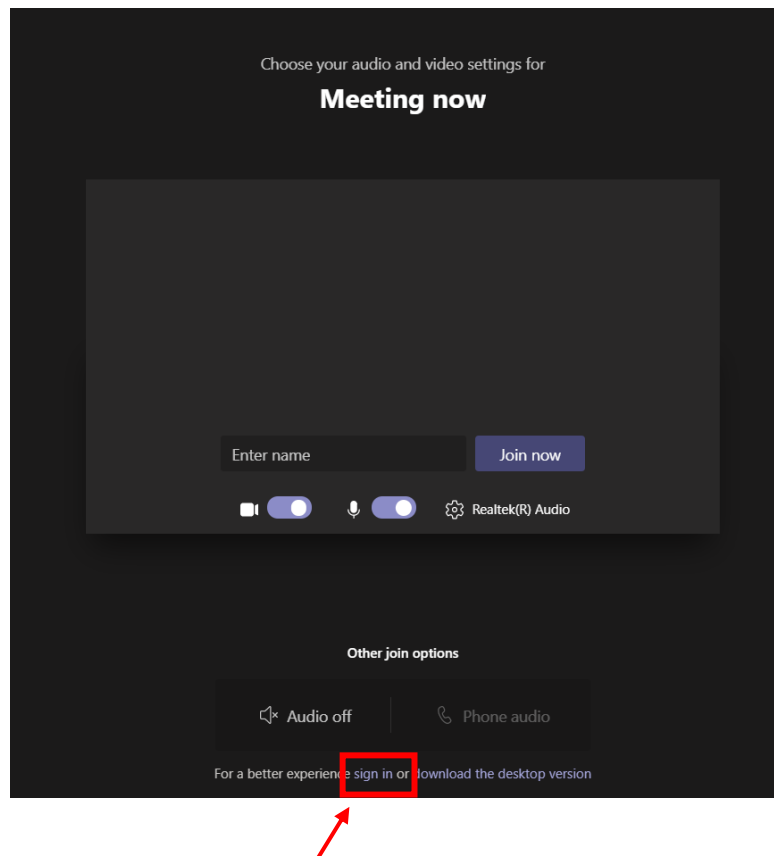 Choose your audio and video settings for
Meeting now
Enter name
Join now
Realtek(R) Audio
Other join options
Audio off
Phone audio
For a better experience sign in or download the desktop version